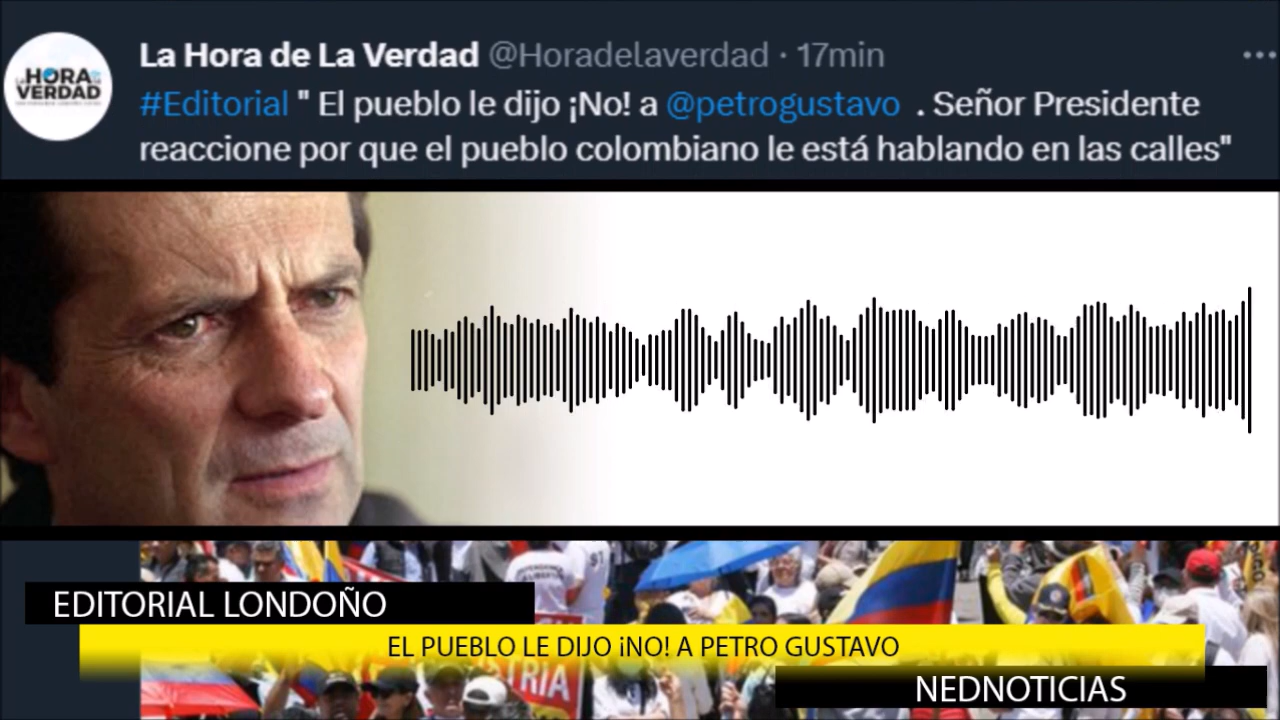 La Hora de La Verdad @Horadelaverdad · 17min
HORA
VERDAD
#Editorial " El pueblo le dijo ¡No! a @petrogustavo . Señor Presidente
reaccione por que el pueblo colombiano le está hablando en las calles"
EDITORIAL LONDOÑO
EL PUEBLO LE DIJO ¡NO! A PETRO GUSTAVO
NEDNOTICIAS